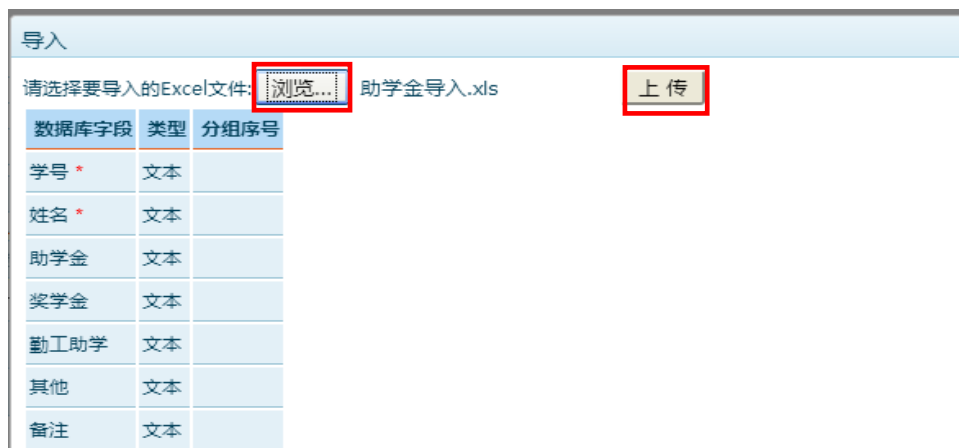 导入
请选择要导入的Excel文件: 浏览... 助学金导入.xls 上 传
数据库字段 类型 分组序号
学号 * 文本
姓名 * 文本
助学金 文本
奖学金 文本
勤工助学 文本
其他 文本
备注 文本